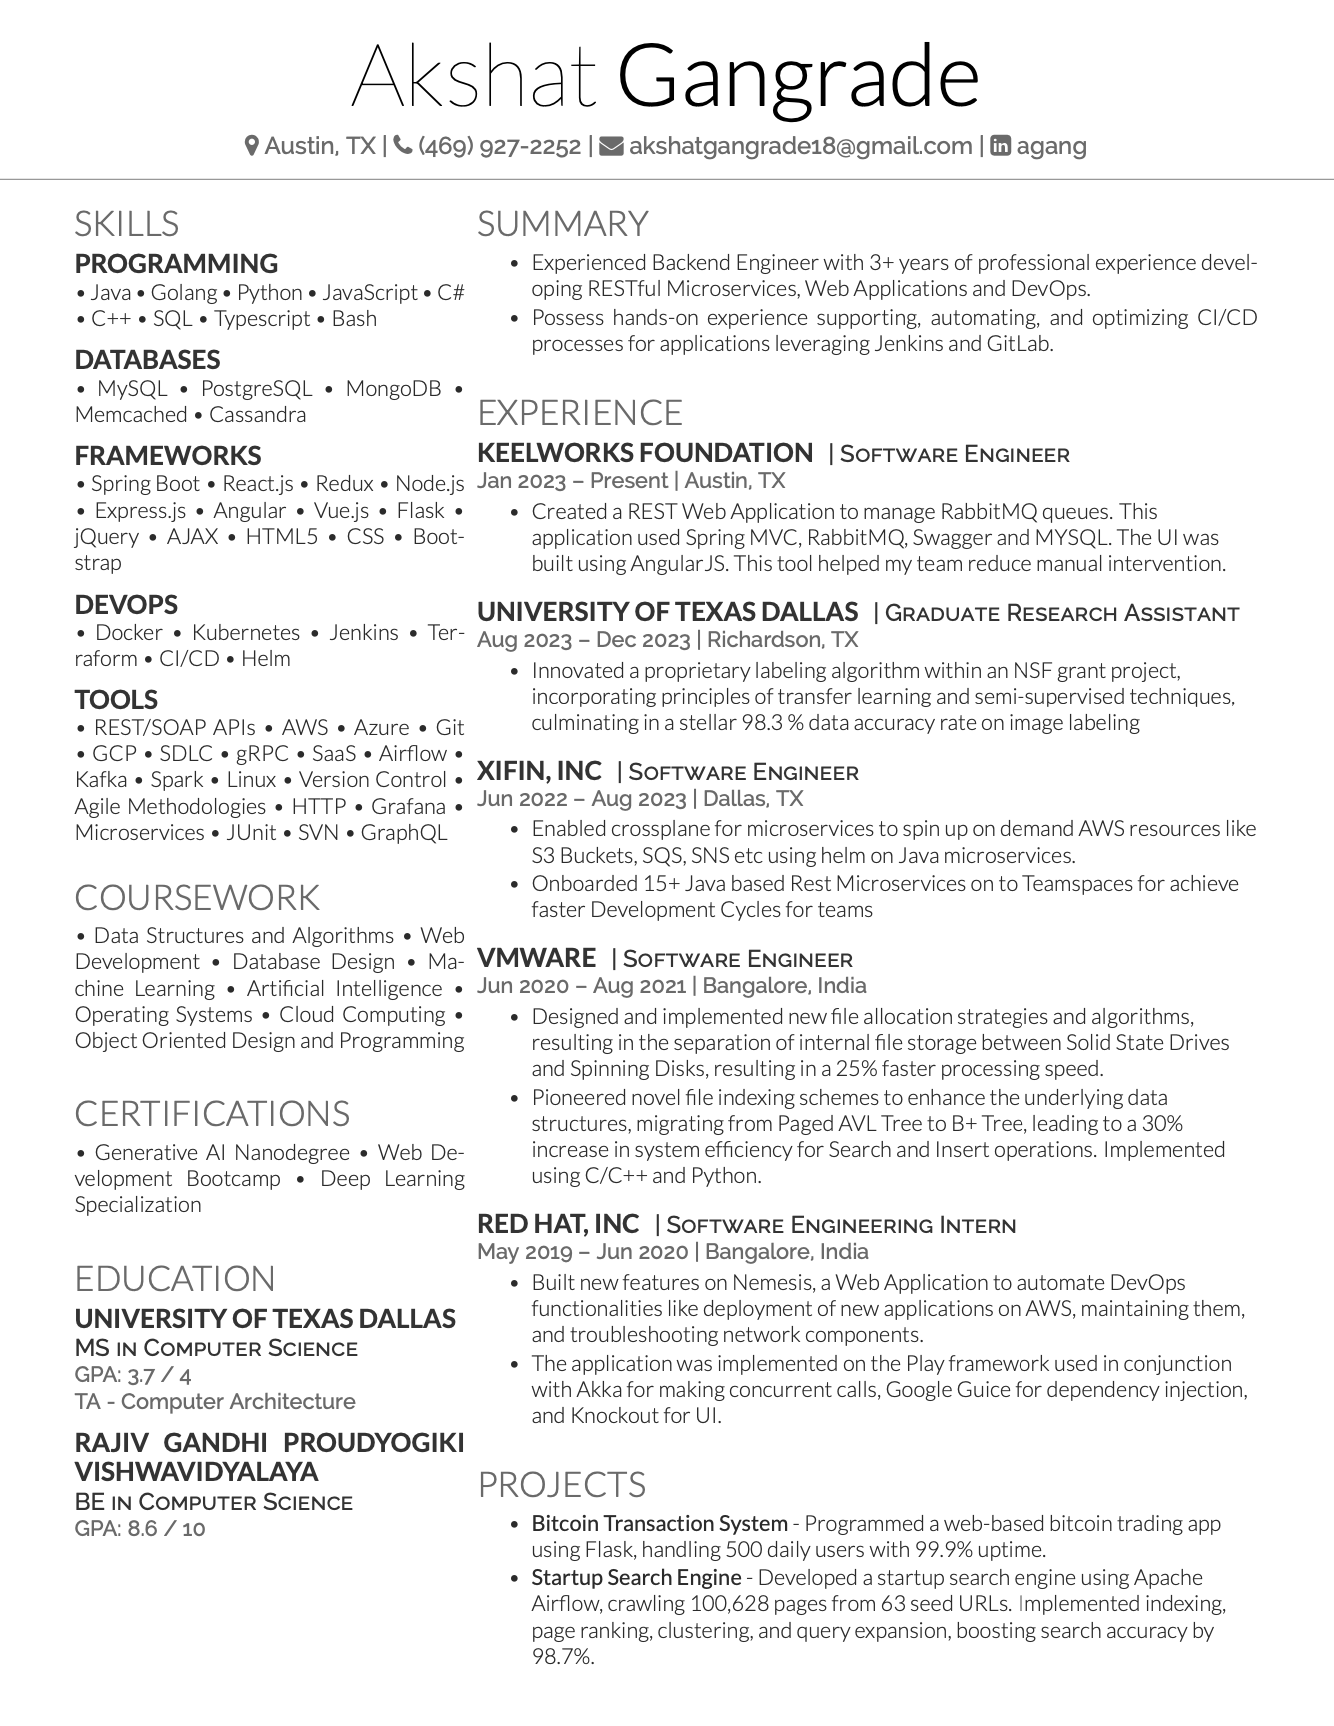 Akshat Gangrade
Austin, TX | (469) 927-2252 | akshatgangrade18@gmail.com | agang
SKILLS
PROGRAMMING
• Java • Golang • Python • JavaScript • C#
• C++ • SQL • Typescript • Bash
DATABASES
• MySQL • PostgreSQL • MongoDB •
Memcached • Cassandra
FRAMEWORKS
• Spring Boot • React.js • Redux • Node.js
• Express.js • Angular • Vue.js • Flask •
jQuery • AJAX • HTML5 • CSS • Boot-
strap
DEVOPS
• Docker • Kubernetes • Jenkins • Ter-
raform • CI/CD • Helm
TOOLS
• REST/SOAP APIs • AWS • Azure • Git
• GCP • SDLC • gRPC • SaaS • Airflow •
Kafka • Spark • Linux • Version Control •
Agile Methodologies • HTTP • Grafana •
Microservices • JUnit • SVN • GraphQL
COURSEWORK
• Data Structures and Algorithms • Web
Development • Database Design • Ma-
chine Learning • Artificial Intelligence •
Operating Systems • Cloud Computing •
Object Oriented Design and Programming
CERTIFICATIONS
• Generative AI Nanodegree • Web De-
velopment Bootcamp • Deep Learning
Specialization
EDUCATION
UNIVERSITY OF TEXAS DALLAS
MS in Computer Science
GPA: 3.7 / 4
TA - Computer Architecture
RAJIV GANDHI PROUDYOGIKI
VISHWAVIDYALAYA
BE in Computer Science
GPA: 8.6 / 10
SUMMARY
• Experienced Backend Engineer with 3+ years of professional experience devel-
oping RESTful Microservices, Web Applications and DevOps.
• Possess hands-on experience supporting, automating, and optimizing CI/CD
processes for applications leveraging Jenkins and GitLab.
EXPERIENCE
KEELWORKS FOUNDATION | Software Engineer
Jan 2023 – Present | Austin, TX
• Created a REST Web Application to manage RabbitMQ queues. This
application used Spring MVC, RabbitMQ, Swagger and MYSQL. The UI was
built using AngularJS. This tool helped my team reduce manual intervention.
UNIVERSITY OF TEXAS DALLAS | Graduate Research Assistant
Aug 2023 – Dec 2023 | Richardson, TX
• Innovated a proprietary labeling algorithm within an NSF grant project,
incorporating principles of transfer learning and semi-supervised techniques,
culminating in a stellar 98.3 % data accuracy rate on image labeling
XIFIN, INC | Software Engineer
Jun 2022 – Aug 2023 | Dallas, TX
• Enabled crossplane for microservices to spin up on demand AWS resources like
S3 Buckets, SQS, SNS etc using helm on Java microservices.
• Onboarded 15+ Java based Rest Microservices on to Teamspaces for achieve
faster Development Cycles for teams
VMWARE | Software Engineer
Jun 2020 – Aug 2021 | Bangalore, India
• Designed and implemented new file allocation strategies and algorithms,
resulting in the separation of internal file storage between Solid State Drives
and Spinning Disks, resulting in a 25% faster processing speed.
• Pioneered novel file indexing schemes to enhance the underlying data
structures, migrating from Paged AVL Tree to B+ Tree, leading to a 30%
increase in system efficiency for Search and Insert operations. Implemented
using C/C++ and Python.
RED HAT, INC | Software Engineering Intern
May 2019 – Jun 2020 | Bangalore, India
• Built new features on Nemesis, a Web Application to automate DevOps
functionalities like deployment of new applications on AWS, maintaining them,
and troubleshooting network components.
• The application was implemented on the Play framework used in conjunction
with Akka for making concurrent calls, Google Guice for dependency injection,
and Knockout for UI.
PROJECTS
• Bitcoin Transaction System - Programmed a web-based bitcoin trading app
using Flask, handling 500 daily users with 99.9% uptime.
• Startup Search Engine - Developed a startup search engine using Apache
Airflow, crawling 100,628 pages from 63 seed URLs. Implemented indexing,
page ranking, clustering, and query expansion, boosting search accuracy by
98.7%.